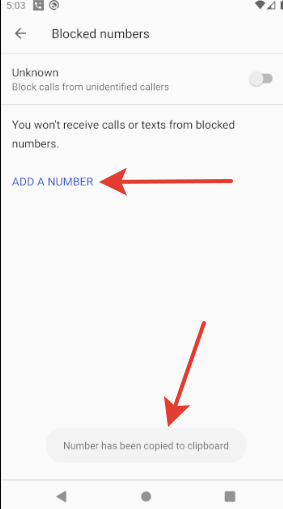 5:03
Blocked numbers
Unknown
Block calls from unidentified callers
You won't receive calls or texts from blocked
numbers.
ADD A NUMBER
Number has been copied to clipboard